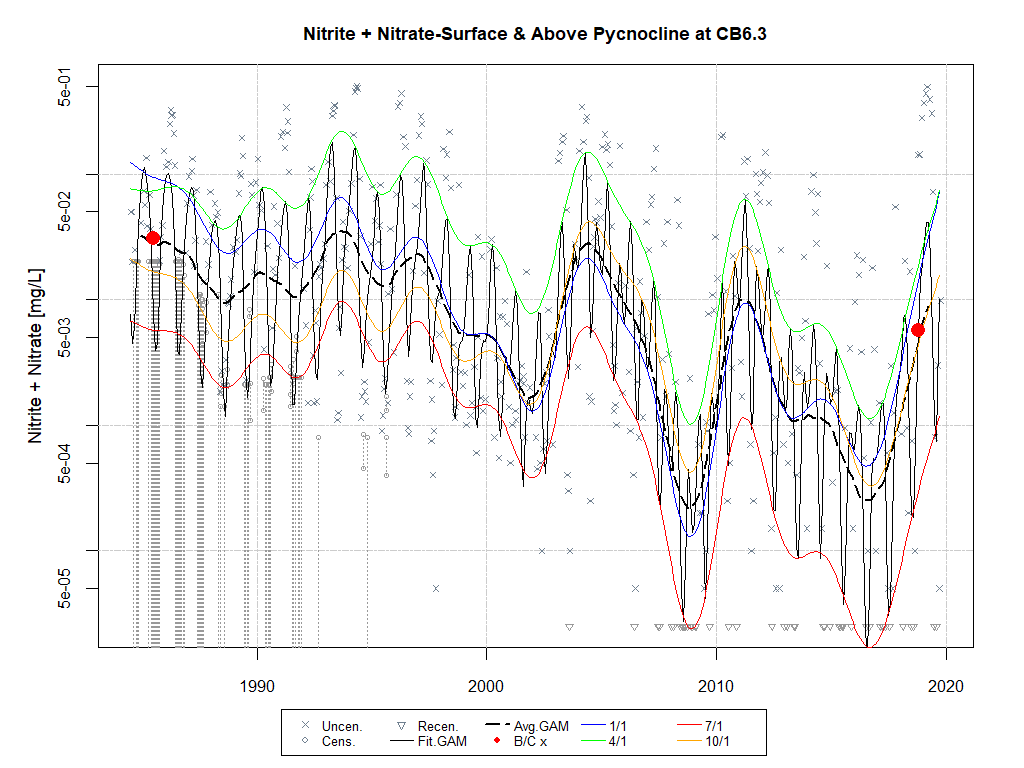 Nitrite + Nitrate-Surface & Above Pycnocline at CB6.3
Nitrite + Nitrate [mg/L]
5e-01
5e-02
5e-03
5e-04
5e-05
1990 2000 2010 2020
Uncen. Recen. Avg.GAM 1/1 7/1
Cens. Fit.GAM B/C x 4/1 10/1